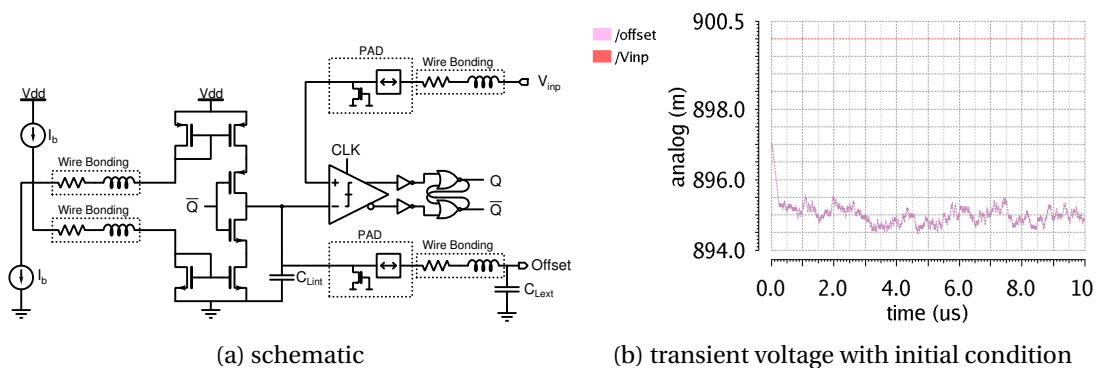 PAD
Wire Bonding
V_inp
Vdd
Vdd
I_b
Wire Bonding
CLK
+
−
Q
Q̅
Q̅
Wire Bonding
PAD
Wire Bonding
I_b
C_Lint
Offset
C_Lext
(a) schematic
/offset
/Vinp
900.5
898.0
896.0
894.0
analog (m)
0.0 2.0 4.0 6.0 8.0 10
time (us)
(b) transient voltage with initial condition